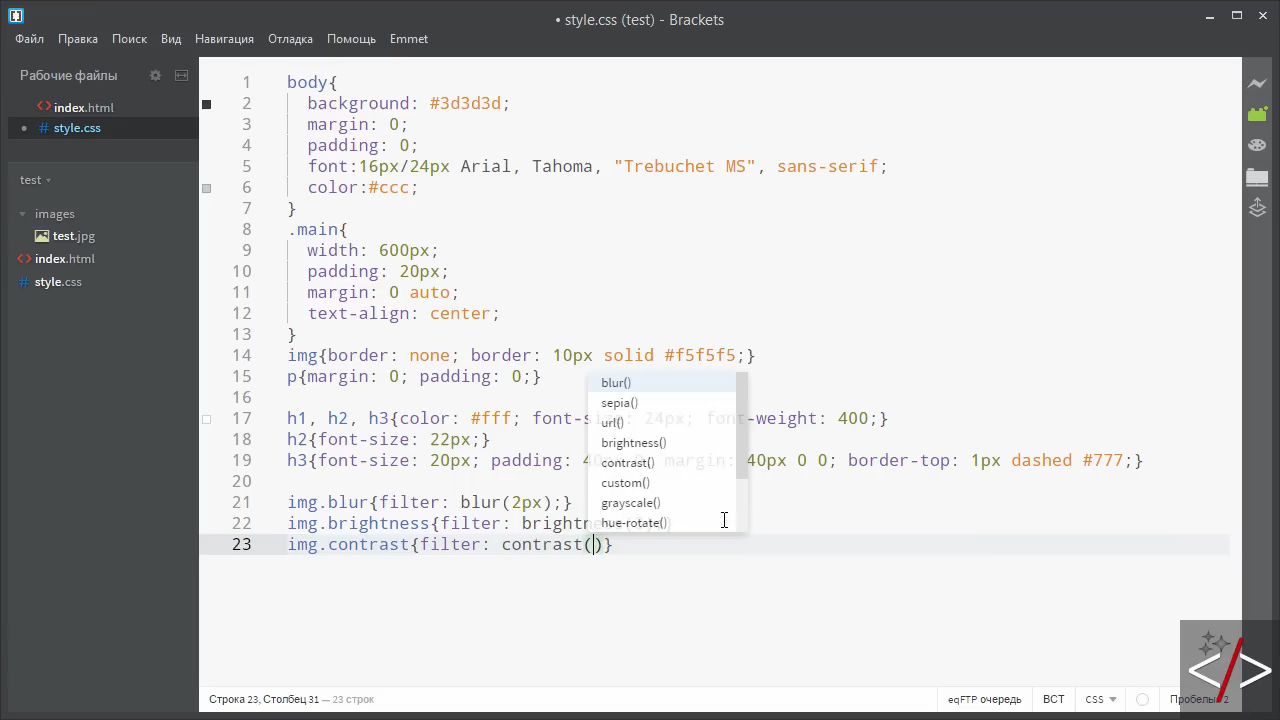 • style.css (test) - Brackets
Файл Правка Поиск Вид Навигация Отладка Помощь Emmet
Рабочие файлы
index.html
style.css
test
images
test.jpg
index.html
style.css
1 body{
2 background: #3d3d3d;
3 margin: 0;
4 padding: 0;
5 font:16px/24px Arial, Tahoma, "Trebuchet MS", sans-serif;
6 color:#ccc;
7 }
8 .main{
9 width: 600px;
10 padding: 20px;
11 margin: 0 auto;
12 text-align: center;
13 }
14 img{border: none; border: 10px solid #f5f5f5;}
15 p{margin: 0; padding: 0;}
16
17 h1, h2, h3{color: #fff; font-size: 24px; font-weight: 400;}
18 h2{font-size: 22px;}
19 h3{font-size: 20px; padding: 40px 0 margin: 40px 0 0; border-top: 1px dashed #777;}
20
21 img.blur{filter: blur(2px);}
22 img.brightness{filter: brightne
23 img.contrast{filter: contrast()}
blur()
sepia()
url()
brightness()
contrast()
custom()
grayscale()
hue-rotate()
Строка 23, Столбец 31 — 23 строк
eqFTP очередь ВСТ CSS Пробелы: 2